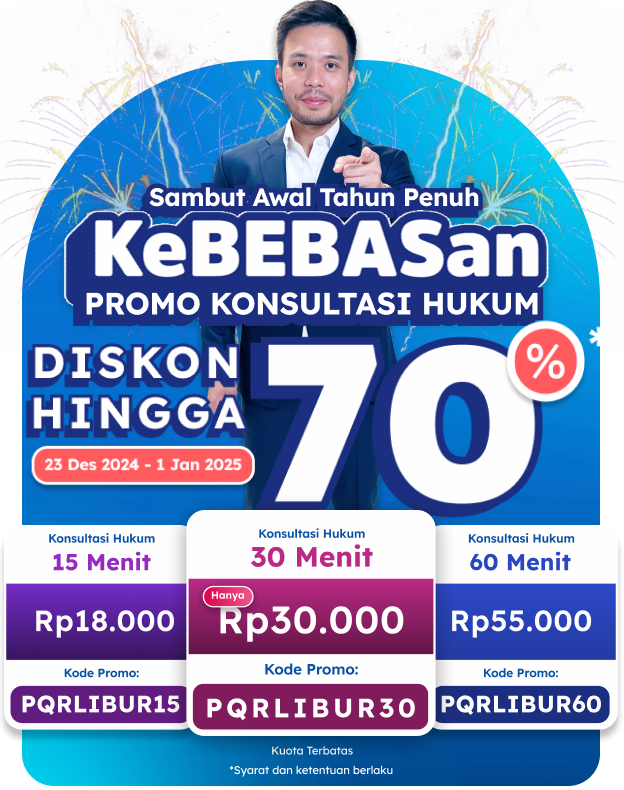 Sambut Awal Tahun Penuh
KeBEBASan
PROMO KONSULTASI HUKUM
DISKON
HINGGA
70%*
23 Des 2024 - 1 Jan 2025
Konsultasi Hukum
15 Menit
Rp18.000
Kode Promo:
PQRLIBUR15
Konsultasi Hukum
30 Menit
Hanya
Rp30.000
Kode Promo:
PQRLIBUR30
Konsultasi Hukum
60 Menit
Rp55.000
Kode Promo:
PQRLIBUR60
Kuota Terbatas
*Syarat dan ketentuan berlaku